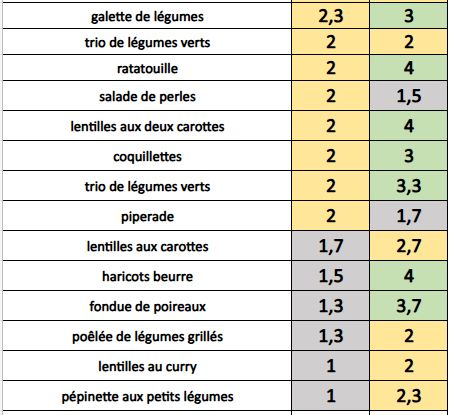 galette de légumes 2,3 3
trio de légumes verts 2 2
ratatouille 2 4
salade de perles 2 1,5
lentilles aux deux carottes 2 4
coquillettes 2 3
trio de légumes verts 2 3,3
piperade 2 1,7
lentilles aux carottes 1,7 2,7
haricots beurre 1,5 4
fondue de poireaux 1,3 3,7
poêlée de légumes grillés 1,3 2
lentilles au curry 1 2
pépinette aux petits légumes 1 2,3